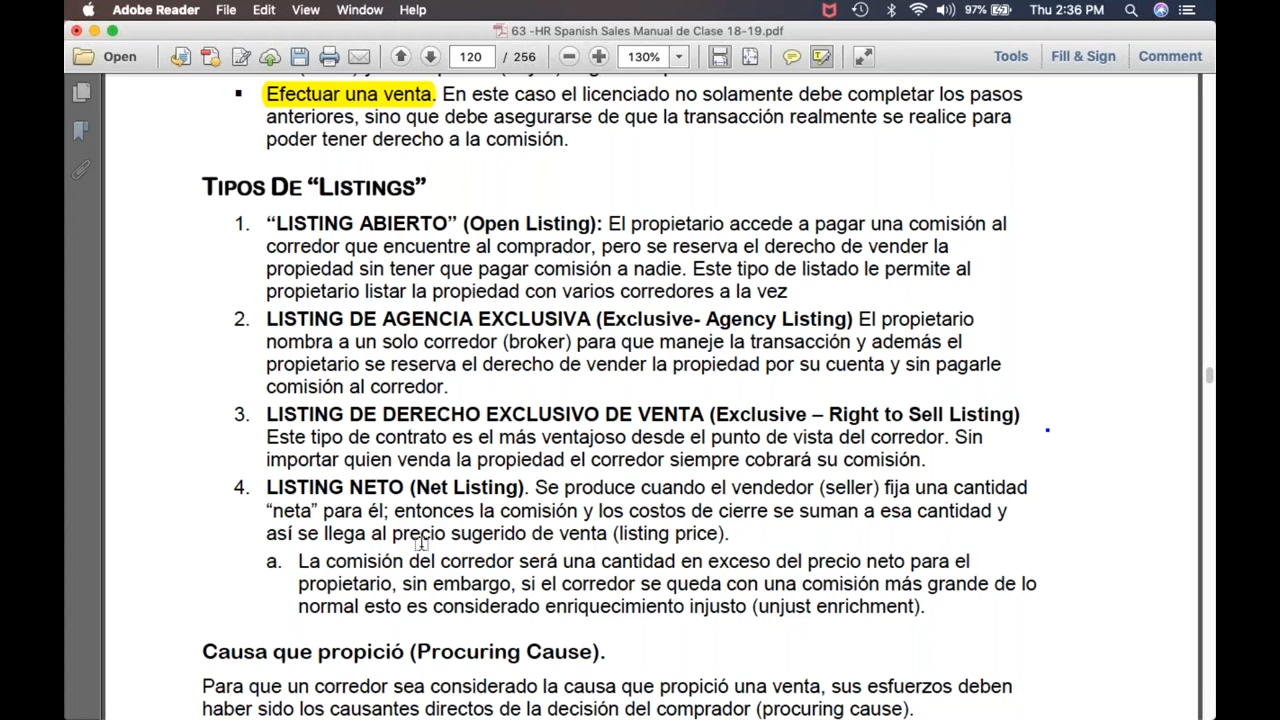 Adobe Reader File Edit View Window Help 97% Thu 2:36 PM
63 -HR Spanish Sales Manual de Clase 18-19.pdf
Open 120 / 256 130% Tools Fill & Sign Comment
▪ Efectuar una venta. En este caso el licenciado no solamente debe completar los pasos
anteriores, sino que debe asegurarse de que la transacción realmente se realice para
poder tener derecho a la comisión.
TIPOS DE “LISTINGS”
1. “LISTING ABIERTO” (Open Listing): El propietario accede a pagar una comisión al
corredor que encuentre al comprador, pero se reserva el derecho de vender la
propiedad sin tener que pagar comisión a nadie. Este tipo de listado le permite al
propietario listar la propiedad con varios corredores a la vez
2. LISTING DE AGENCIA EXCLUSIVA (Exclusive- Agency Listing) El propietario
nombra a un solo corredor (broker) para que maneje la transacción y además el
propietario se reserva el derecho de vender la propiedad por su cuenta y sin pagarle
comisión al corredor.
3. LISTING DE DERECHO EXCLUSIVO DE VENTA (Exclusive – Right to Sell Listing)
Este tipo de contrato es el más ventajoso desde el punto de vista del corredor. Sin
importar quien venda la propiedad el corredor siempre cobrará su comisión.
4. LISTING NETO (Net Listing). Se produce cuando el vendedor (seller) fija una cantidad
“neta” para él; entonces la comisión y los costos de cierre se suman a esa cantidad y
así se llega al precio sugerido de venta (listing price).
a. La comisión del corredor será una cantidad en exceso del precio neto para el
propietario, sin embargo, si el corredor se queda con una comisión más grande de lo
normal esto es considerado enriquecimiento injusto (unjust enrichment).
Causa que propició (Procuring Cause).
Para que un corredor sea considerado la causa que propició una venta, sus esfuerzos deben
haber sido los causantes directos de la decisión del comprador (procuring cause).